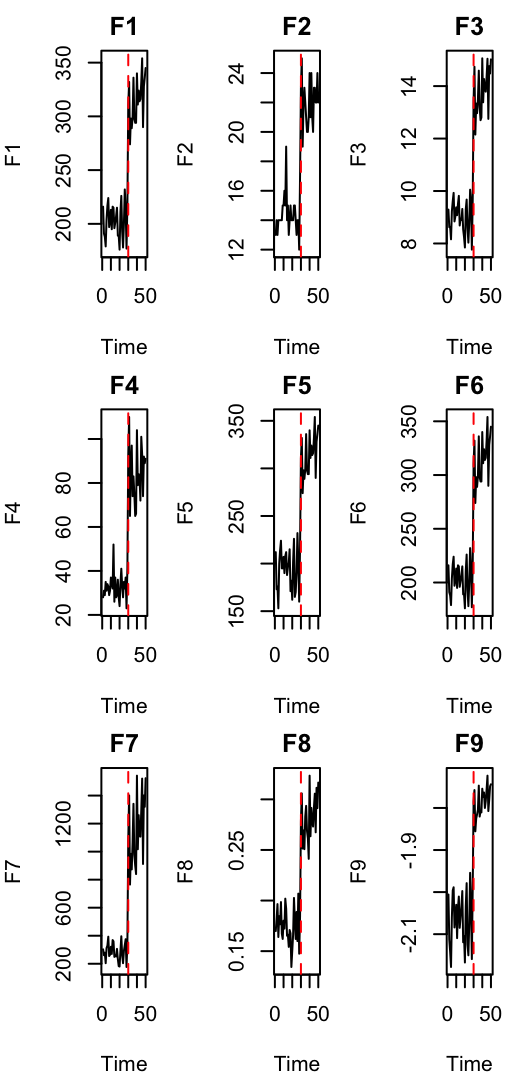 F1 F2 F3
F1
200 250 300 350
F2
12 16 20 24
F3
8 10 12 14
0 50 0 50 0 50
Time Time Time
F4 F5 F6
F4
20 40 60 80
F5
150 250 350
F6
200 250 300 350
0 50 0 50 0 50
Time Time Time
F7 F8 F9
F7
200 600 1200
F8
0.15 0.25
F9
-2.1 -1.9
0 50 0 50 0 50
Time Time Time